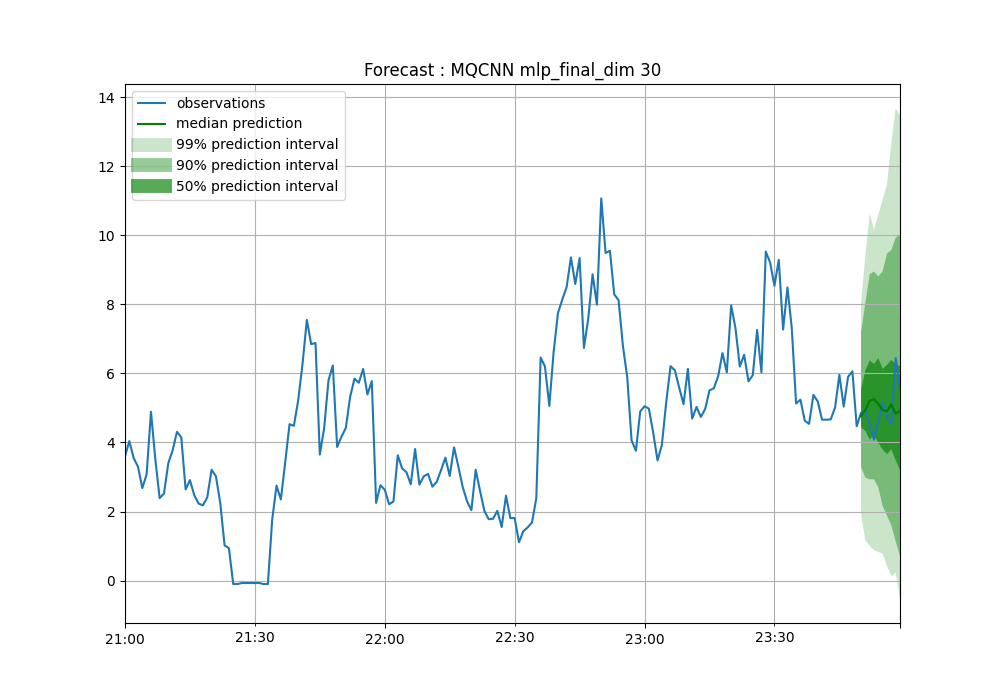 Forecast : MQCNN mlp_final_dim 30
observations
median prediction
99% prediction interval
90% prediction interval
50% prediction interval
14
12
10
8
6
4
2
0
21:00 21:30 22:00 22:30 23:00 23:30